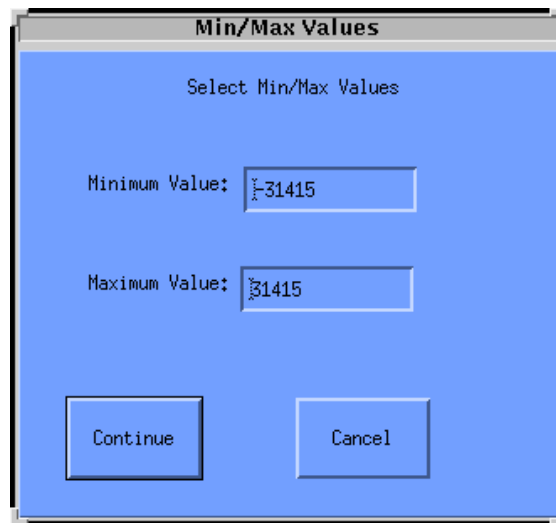 Min/Max Values
Select Min/Max Values
Minimum Value: -31415
Maximum Value: 31415
Continue Cancel